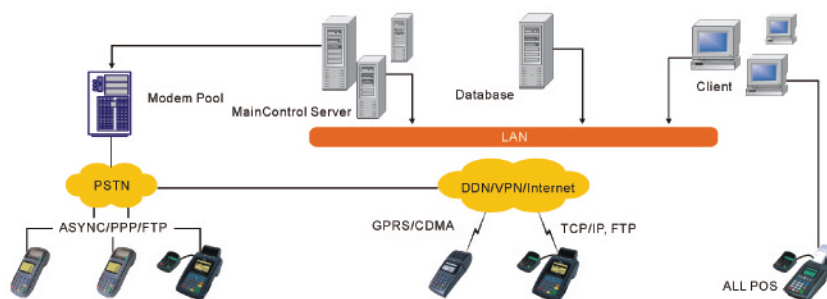 Modem Pool
MainControl Server
Database
Client
LAN
PSTN
DDN/VPN/Internet
ASYNC/PPP/FTP
GPRS/CDMA
TCP/IP, FTP
ALL POS